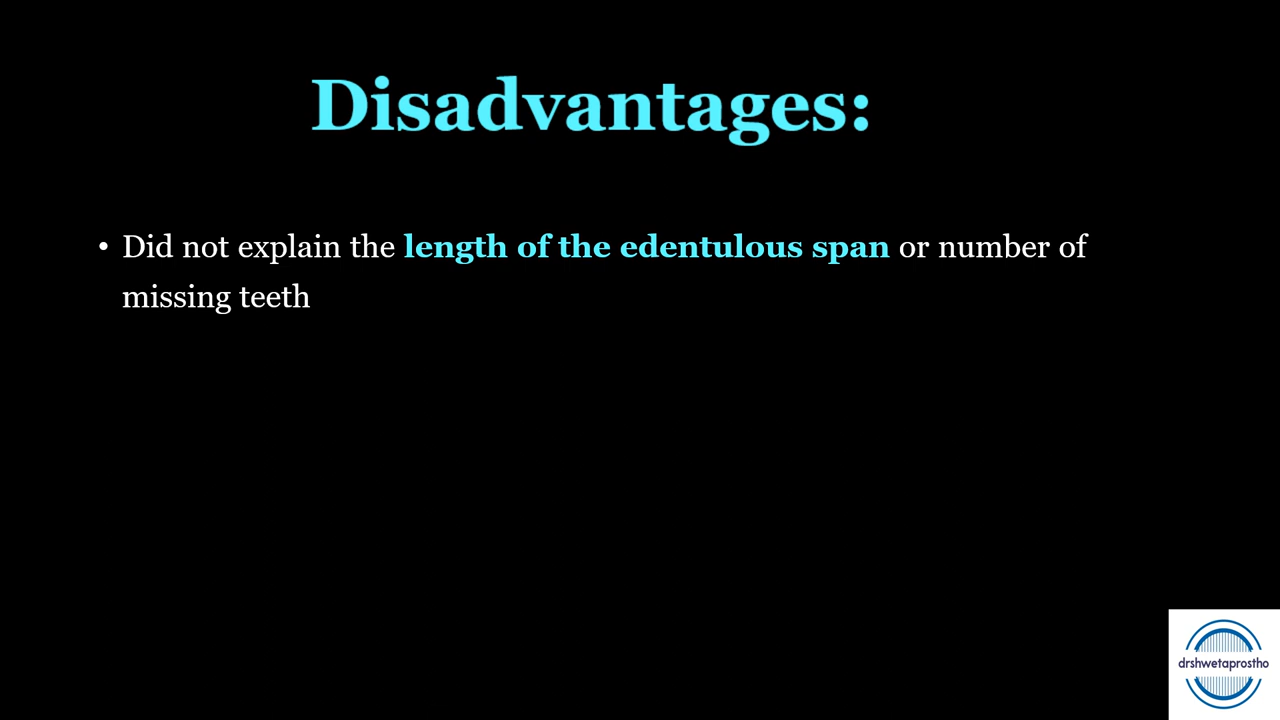 Disadvantages:
• Did not explain the length of the edentulous span or number of
missing teeth
drshwetaprostho